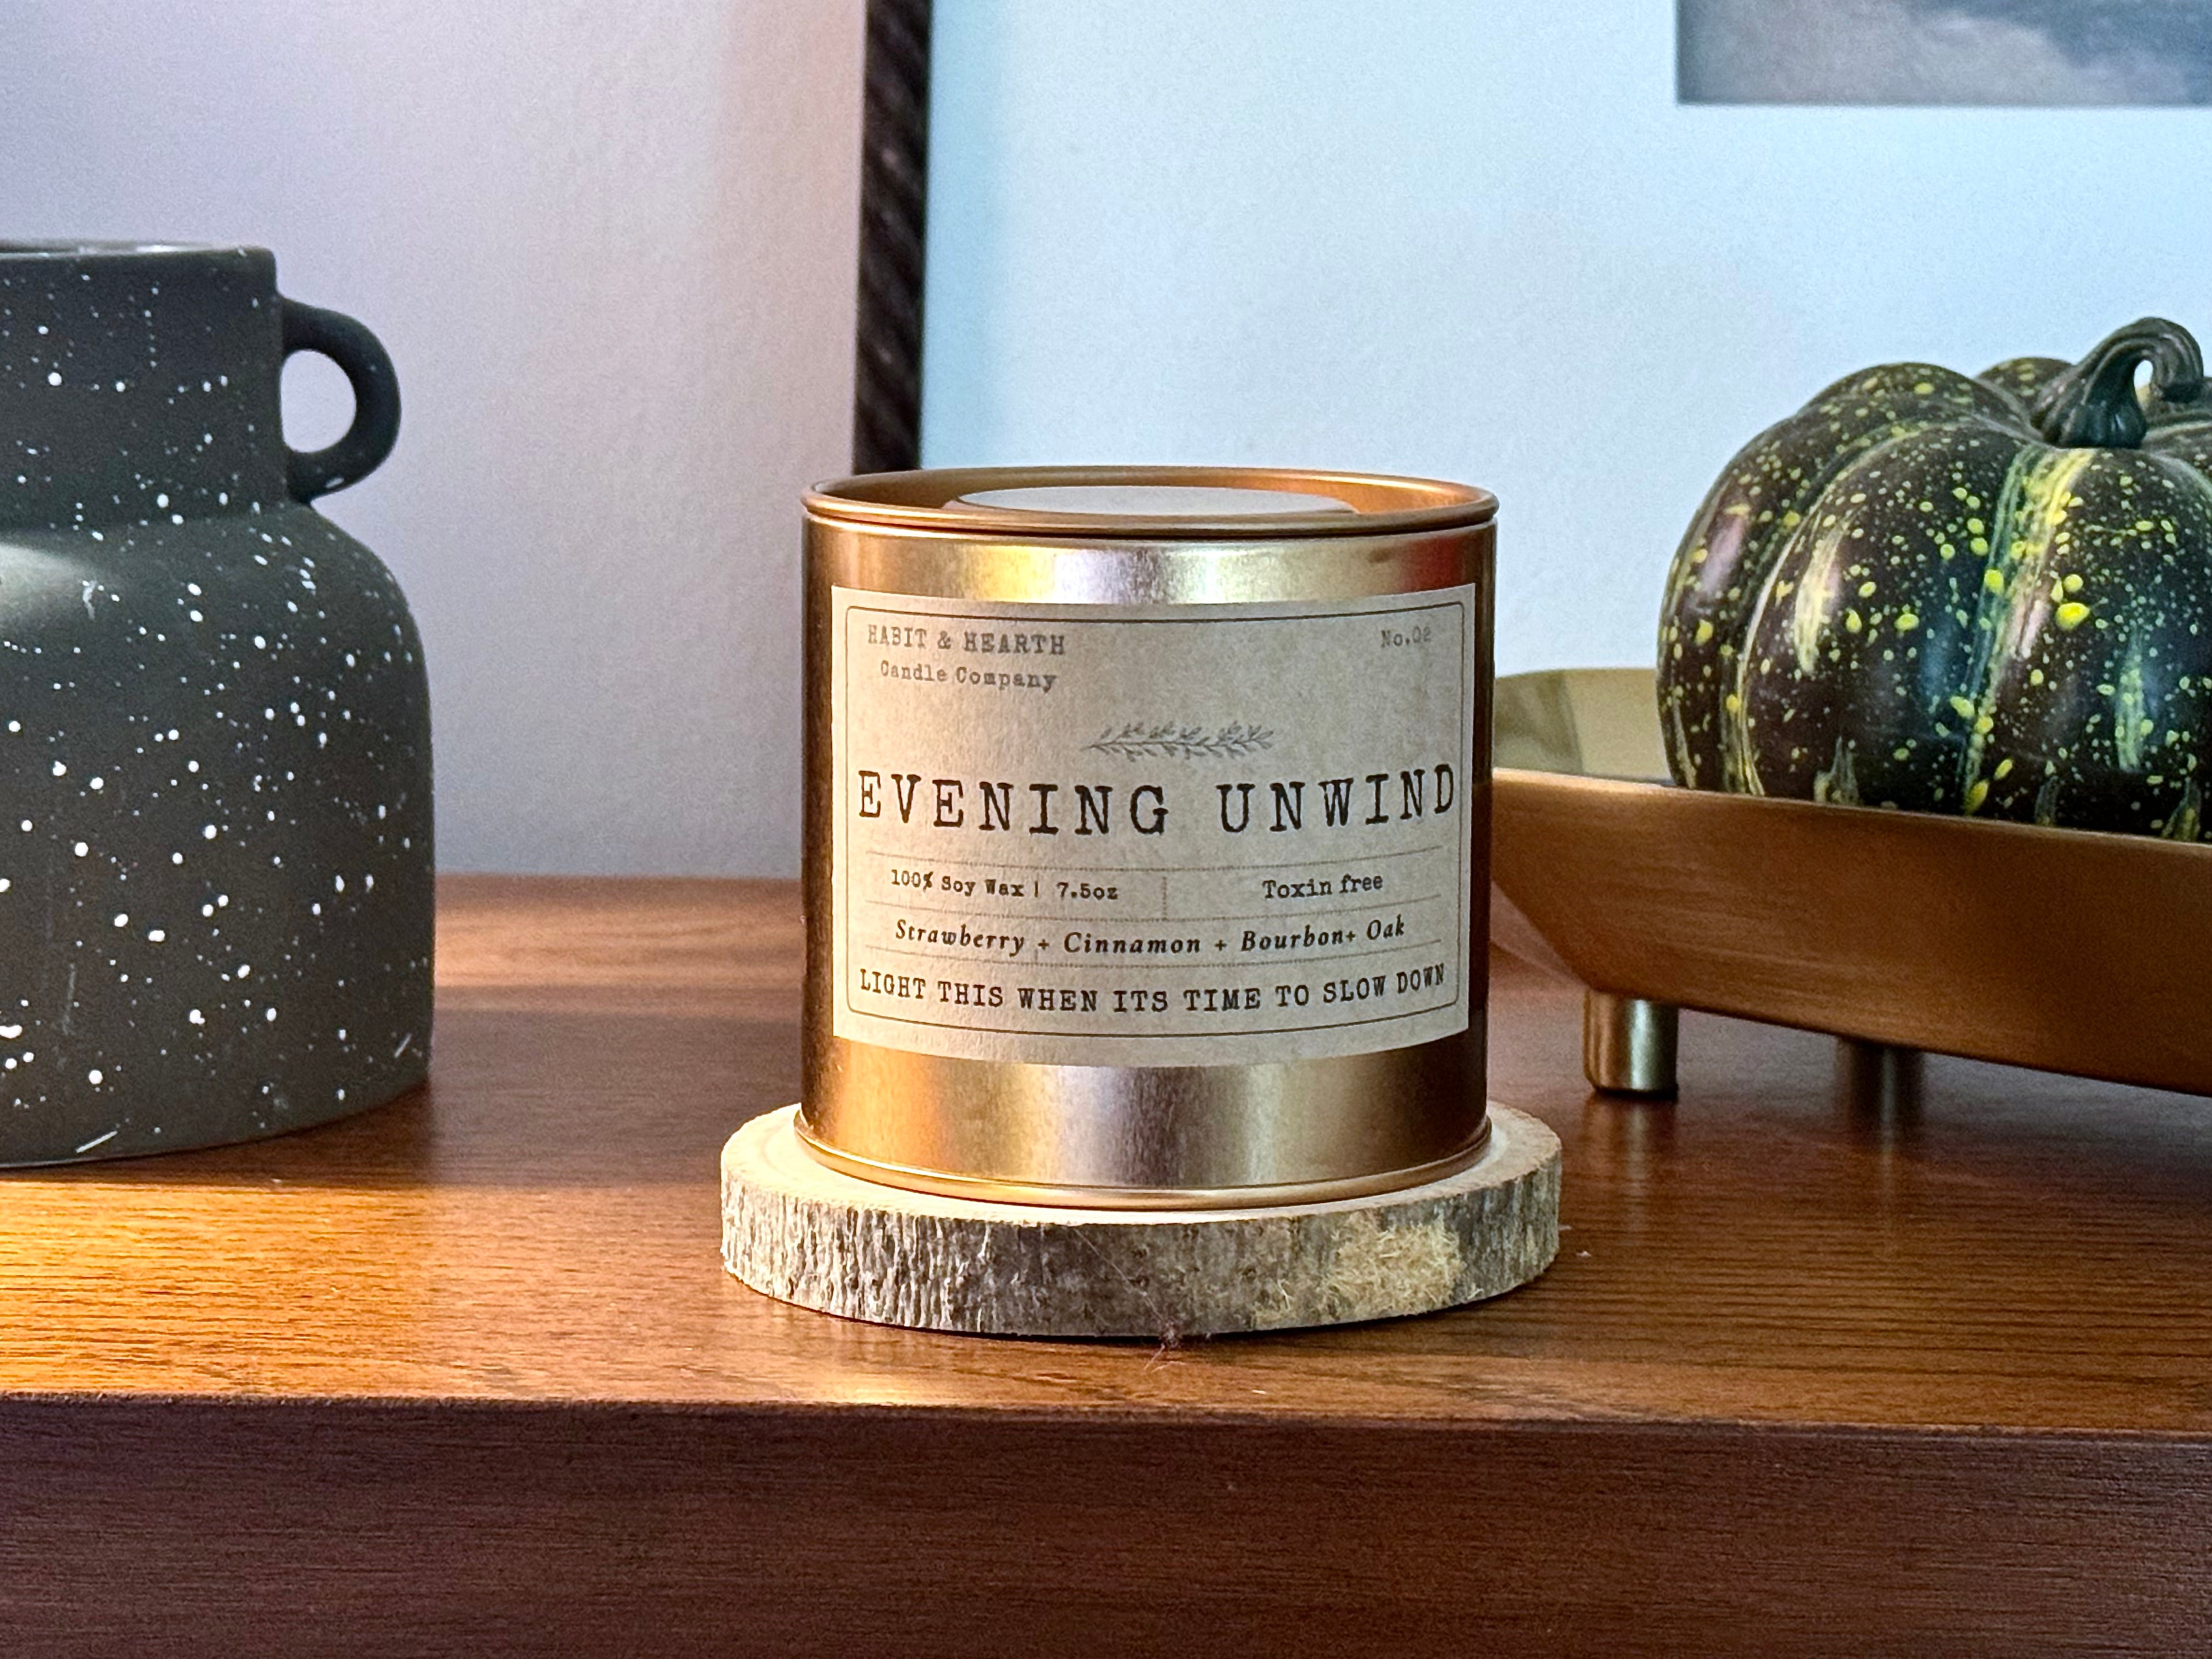 HABIT & HEARTH
No.02
Candle Company
EVENING UNWIND
100% Soy Wax | 7.5oz
Toxin free
Strawberry + Cinnamon + Bourbon+ Oak
LIGHT THIS WHEN ITS TIME TO SLOW DOWN